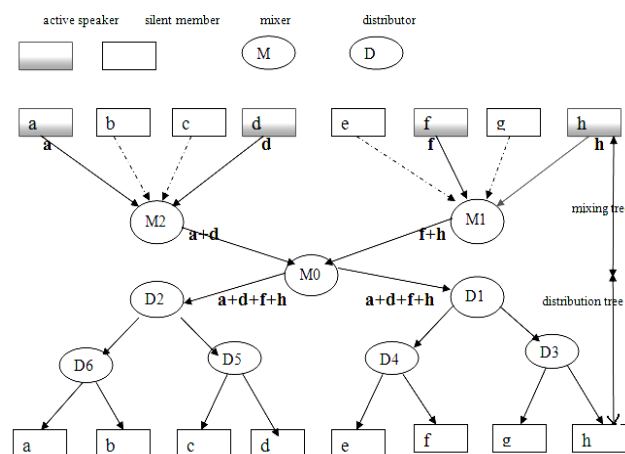 active speaker silent member mixer distributor
M D
a b c d e f g h
a d f h
mixing tre
M2 M1
a+d f+h
M0
D2 D1
a+d+f+h a+d+f+h
distribution tree
D6 D5 D4 D3
a b c d e f g h